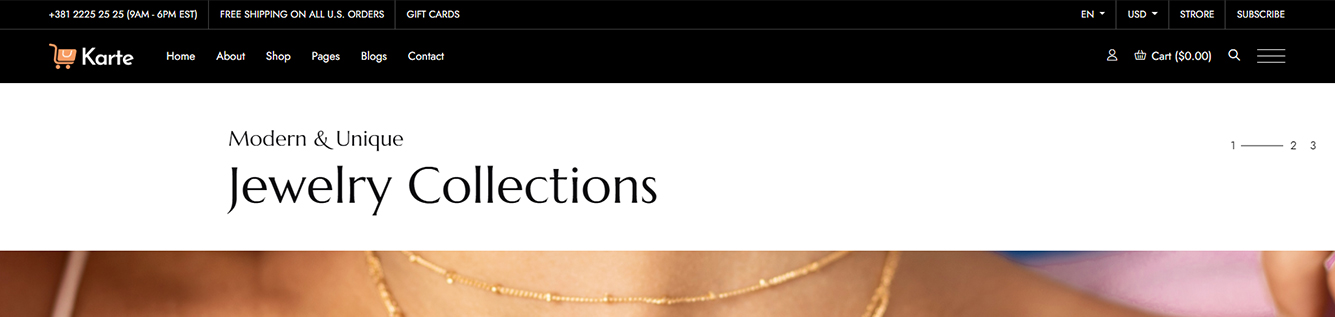 +381 2225 25 25 (9AM - 6PM EST) FREE SHIPPING ON ALL U.S. ORDERS GIFT CARDS EN USD STRORE SUBSCRIBE
Karte Home About Shop Pages Blogs Contact Cart ($0.00)
Modern & Unique
1 2 3
Jewelry Collections